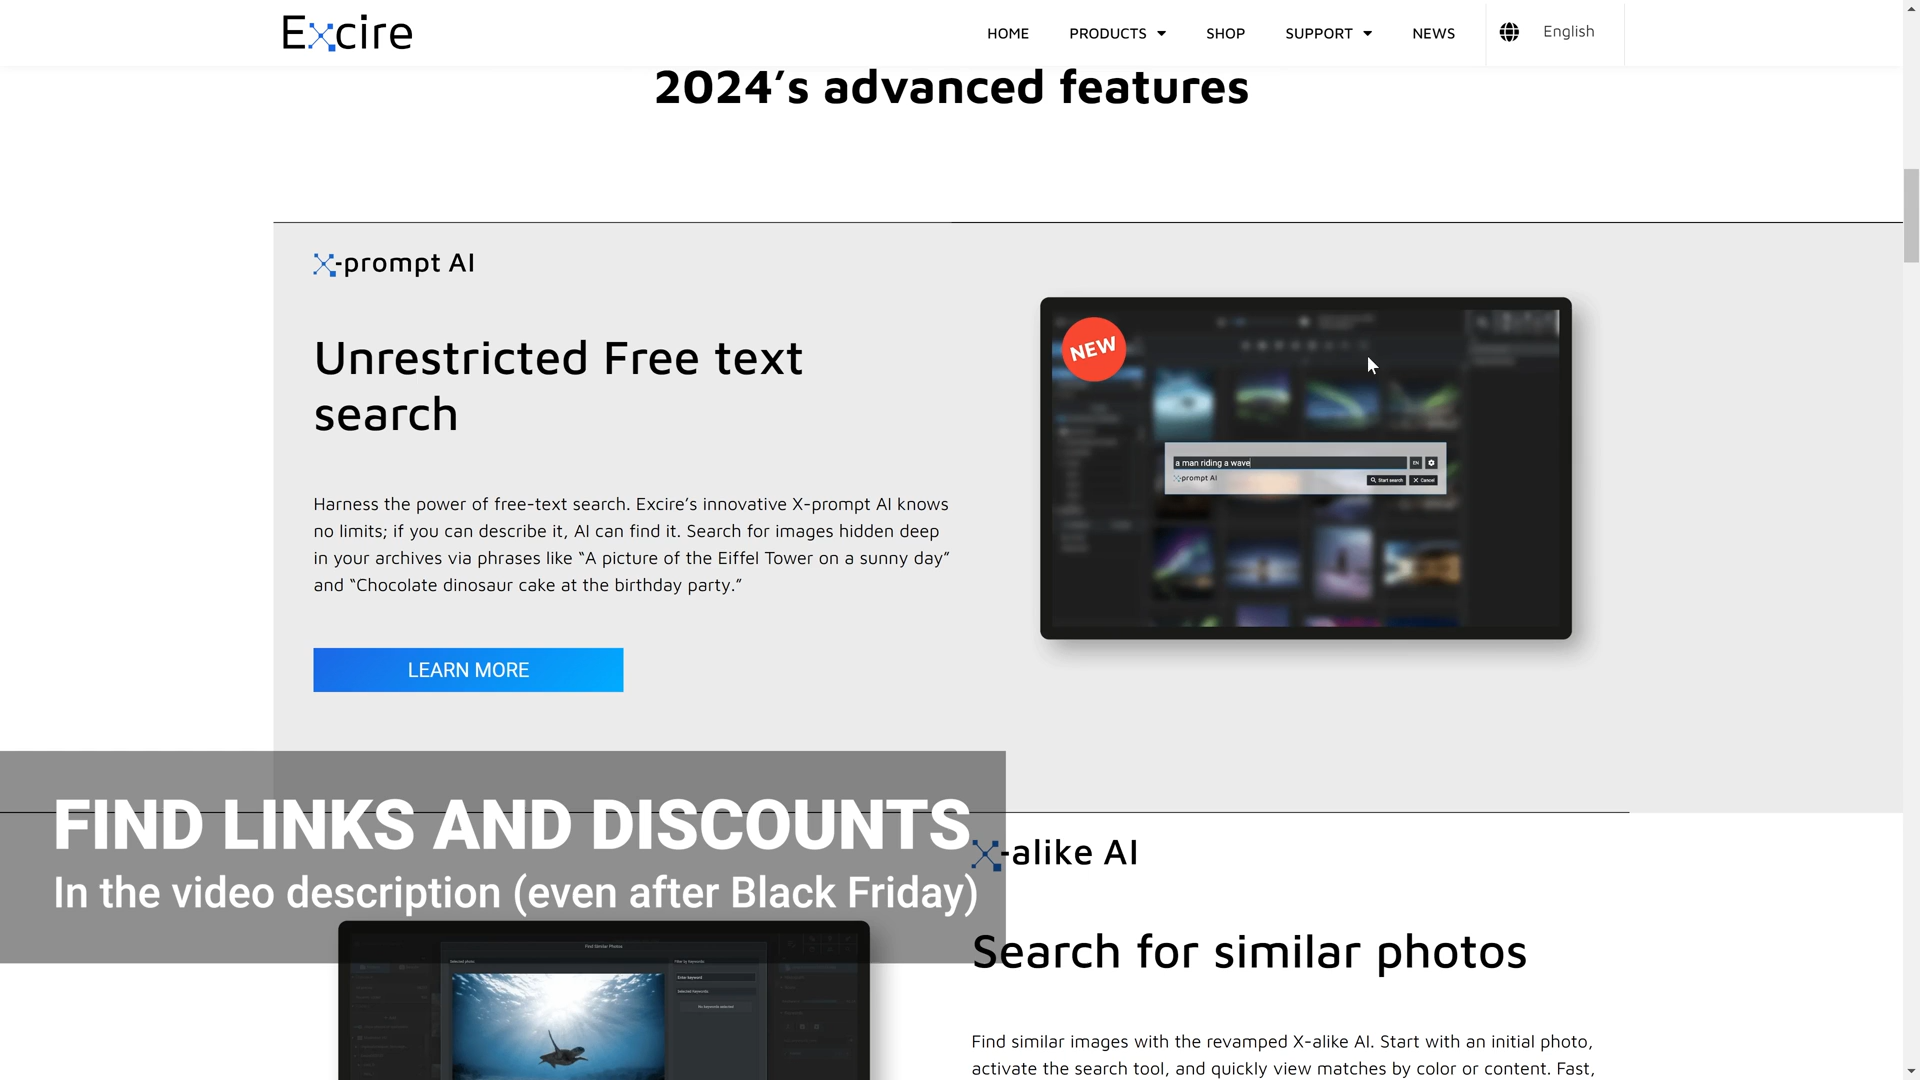 Excire
HOME PRODUCTS SHOP SUPPORT NEWS English
2024’s advanced features
X-prompt AI
Unrestricted Free text
search
Harness the power of free-text search. Excire’s innovative X-prompt AI knows
no limits; if you can describe it, AI can find it. Search for images hidden deep
in your archives via phrases like “A picture of the Eiffel Tower on a sunny day”
and “Chocolate dinosaur cake at the birthday party.”
LEARN MORE
NEW
a man riding a wave
EN
X-prompt AI
Start search
Cancel
FIND LINKS AND DISCOUNTS
In the video description (even after Black Friday)
X-alike AI
Search for similar photos
Find similar images with the revamped X-alike AI. Start with an initial photo,
activate the search tool, and quickly view matches by color or content. Fast,
Find Similar Photos
Selected photo
Filter by keywords:
Enter keyword
Selected keywords:
No keywords selected